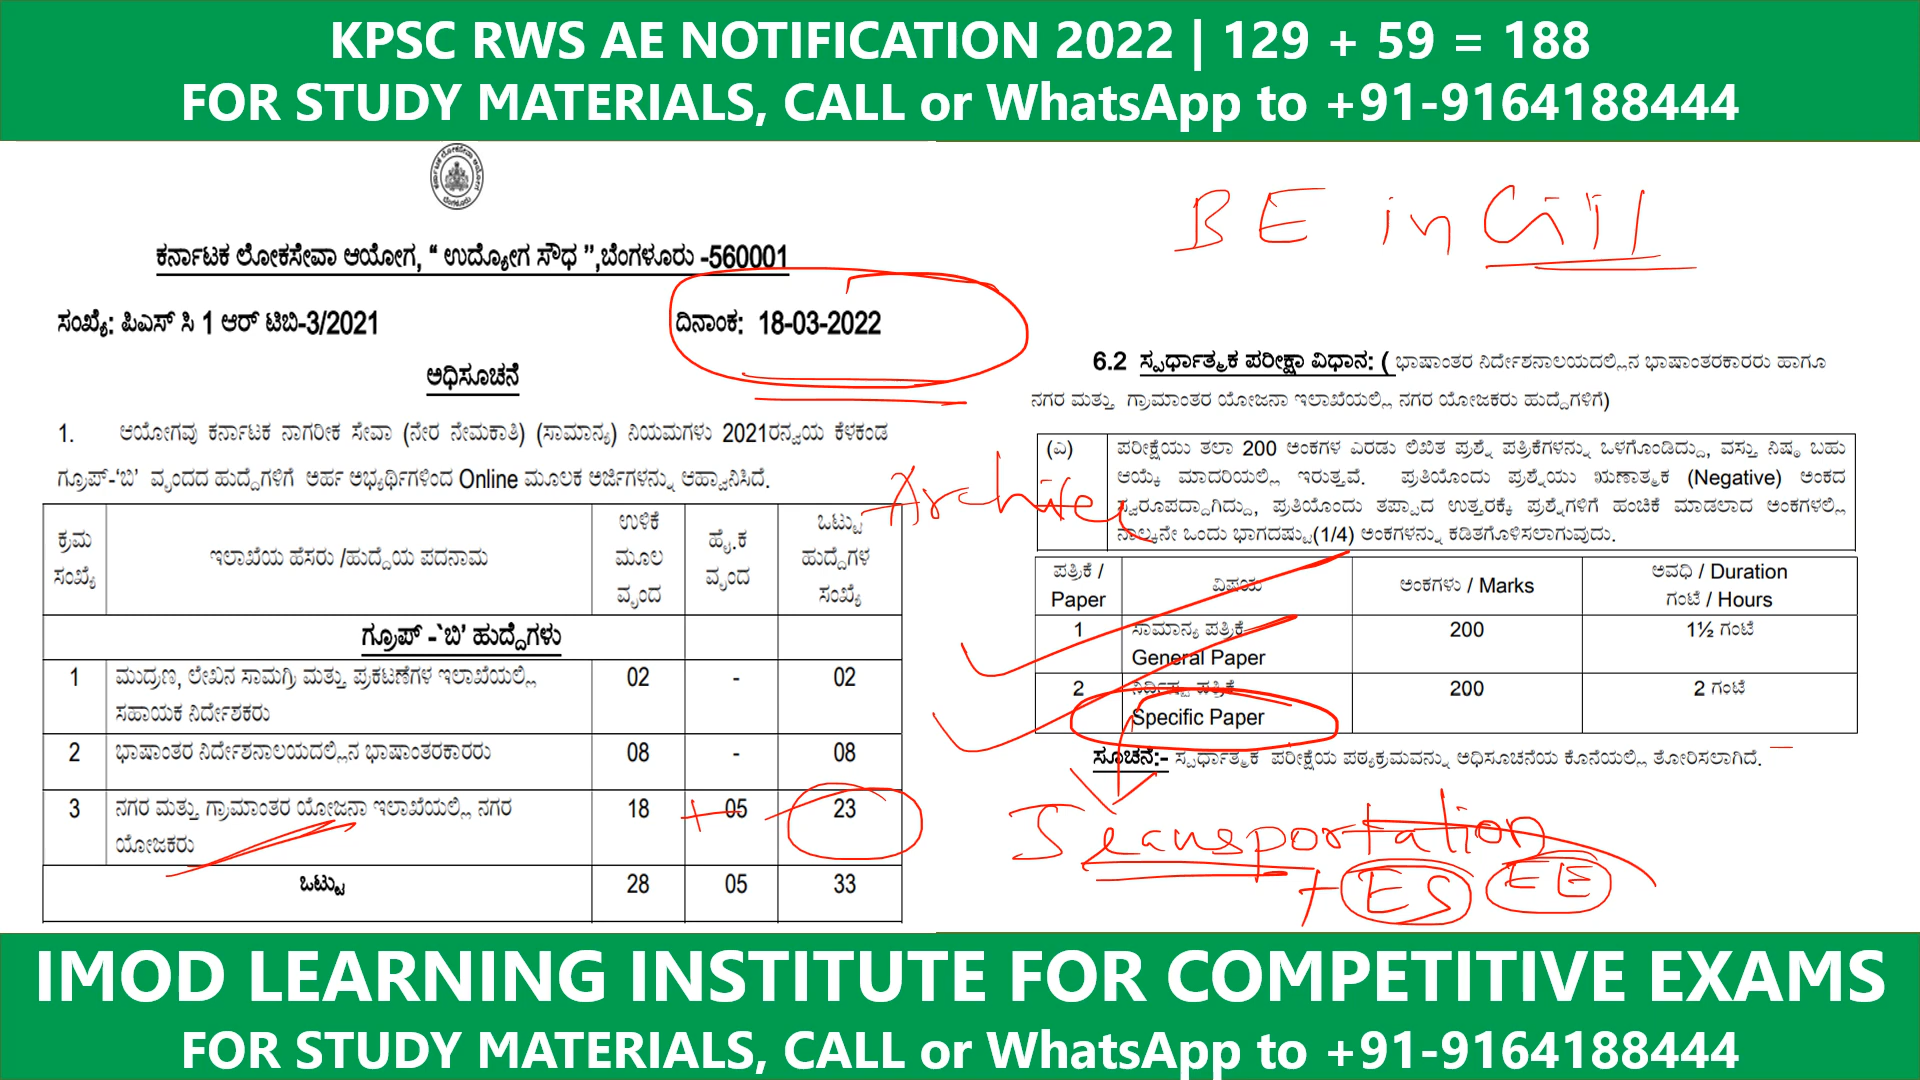 KPSC RWS AE NOTIFICATION 2022 | 129 + 59 = 188
FOR STUDY MATERIALS, CALL or WhatsApp to +91-9164188444
ಕರ್ನಾಟಕ ಲೋಕಸೇವಾ ಆಯೋಗ, “ ಉದ್ಯೋಗ ಸೌಧ ”,ಬೆಂಗಳೂರು -560001
ಸಂಖ್ಯೆ: ಪಿಎಸ್ ಸಿ 1 ಆರ್ ಟಿಬಿ-3/2021 ದಿನಾಂಕ: 18-03-2022
ಅಧಿಸೂಚನೆ
1. ಆಯೋಗವು ಕರ್ನಾಟಕ ನಾಗರೀಕ ಸೇವಾ (ನೇರ ನೇಮಕಾತಿ) (ಸಾಮಾನ್ಯ) ನಿಯಮಗಳು 2021ರನ್ವಯ ಕೆಳಕಂಡ
ಗ್ರೂಪ್-‘ಬಿ’ ವೃಂದದ ಹುದ್ದೆಗಳಿಗೆ ಅರ್ಹ ಅಭ್ಯರ್ಥಿಗಳಿಂದ Online ಮೂಲಕ ಅರ್ಜಿಗಳನ್ನು ಆಹ್ವಾನಿಸಿದೆ.
ಕ್ರಮ ಸಂಖ್ಯೆ ಇಲಾಖೆಯ ಹೆಸರು /ಹುದ್ದೆಯ ಪದನಾಮ ಉಳಿಕೆ ಮೂಲ ವೃಂದ ಹೈ.ಕ ವೃಂದ ಒಟ್ಟು ಹುದ್ದೆಗಳ ಸಂಖ್ಯೆ
ಗ್ರೂಪ್ -`ಬಿ’ ಹುದ್ದೆಗಳು
1 ಮುದ್ರಣ, ಲೇಖನ ಸಾಮಗ್ರಿ ಮತ್ತು ಪ್ರಕಟಣೆಗಳ ಇಲಾಖೆಯಲ್ಲಿ 02 - 02
ಸಹಾಯಕ ನಿರ್ದೇಶಕರು
2 ಭಾಷಾಂತರ ನಿರ್ದೇಶನಾಲಯದಲ್ಲಿನ ಭಾಷಾಂತರಕಾರರು 08 - 08
3 ನಗರ ಮತ್ತು ಗ್ರಾಮಾಂತರ ಯೋಜನಾ ಇಲಾಖೆಯಲ್ಲಿ ನಗರ 18 + 05 23
ಯೋಜಕರು
ಒಟ್ಟು 28 05 33
BE in Civil
6.2 ಸ್ಪರ್ಧಾತ್ಮಕ ಪರೀಕ್ಷಾ ವಿಧಾನ: ( ಭಾಷಾಂತರ ನಿರ್ದೇಶನಾಲಯದಲ್ಲಿನ ಭಾಷಾಂತರಕಾರರು ಹಾಗೂ
ನಗರ ಮತ್ತು ಗ್ರಾಮಾಂತರ ಯೋಜನಾ ಇಲಾಖೆಯಲ್ಲಿ ನಗರ ಯೋಜಕರು ಹುದ್ದೆಗಳಿಗೆ)
(ಎ) ಪರೀಕ್ಷೆಯು ತಲಾ 200 ಅಂಕಗಳ ಎರಡು ಲಿಖಿತ ಪ್ರಶ್ನೆ ಪತ್ರಿಕೆಗಳನ್ನು ಒಳಗೊಂಡಿದ್ದು, ವಸ್ತು ನಿಷ್ಠ ಬಹು
ಆಯ್ಕೆ ಮಾದರಿಯಲ್ಲಿ ಇರುತ್ತವೆ. ಪ್ರತಿಯೊಂದು ಪ್ರಶ್ನೆಯು ಋಣಾತ್ಮಕ (Negative) ಅಂಕದ
ಸ್ವರೂಪದ್ದಾಗಿದ್ದು, ಪ್ರತಿಯೊಂದು ತಪ್ಪಾದ ಉತ್ತರಕ್ಕೆ ಪ್ರಶ್ನೆಗಳಿಗೆ ಹಂಚಿಕೆ ಮಾಡಲಾದ ಅಂಕಗಳಲ್ಲಿ
ನಾಲ್ಕನೇ ಒಂದು ಭಾಗದಷ್ಟು(1/4) ಅಂಕಗಳನ್ನು ಕಡಿತಗೊಳಿಸಲಾಗುವುದು.
ಪತ್ರಿಕೆ / Paper ವಿಷಯ ಅಂಕಗಳು / Marks ಅವಧಿ / Duration ಗಂಟೆ / Hours
1 ಸಾಮಾನ್ಯ ಪತ್ರಿಕೆ 200 1½ ಗಂಟೆ
General Paper
2 ನಿರ್ದಿಷ್ಟ ಪತ್ರಿಕೆ 200 2 ಗಂಟೆ
Specific Paper
ಸೂಚನೆ:- ಸ್ಪರ್ಧಾತ್ಮಕ ಪರೀಕ್ಷೆಯ ಪಠ್ಯಕ್ರಮವನ್ನು ಅಧಿಸೂಚನೆಯ ಕೊನೆಯಲ್ಲಿ ತೋರಿಸಲಾಗಿದೆ.
Transportation
+ ES EE
IMOD LEARNING INSTITUTE FOR COMPETITIVE EXAMS
FOR STUDY MATERIALS, CALL or WhatsApp to +91-9164188444